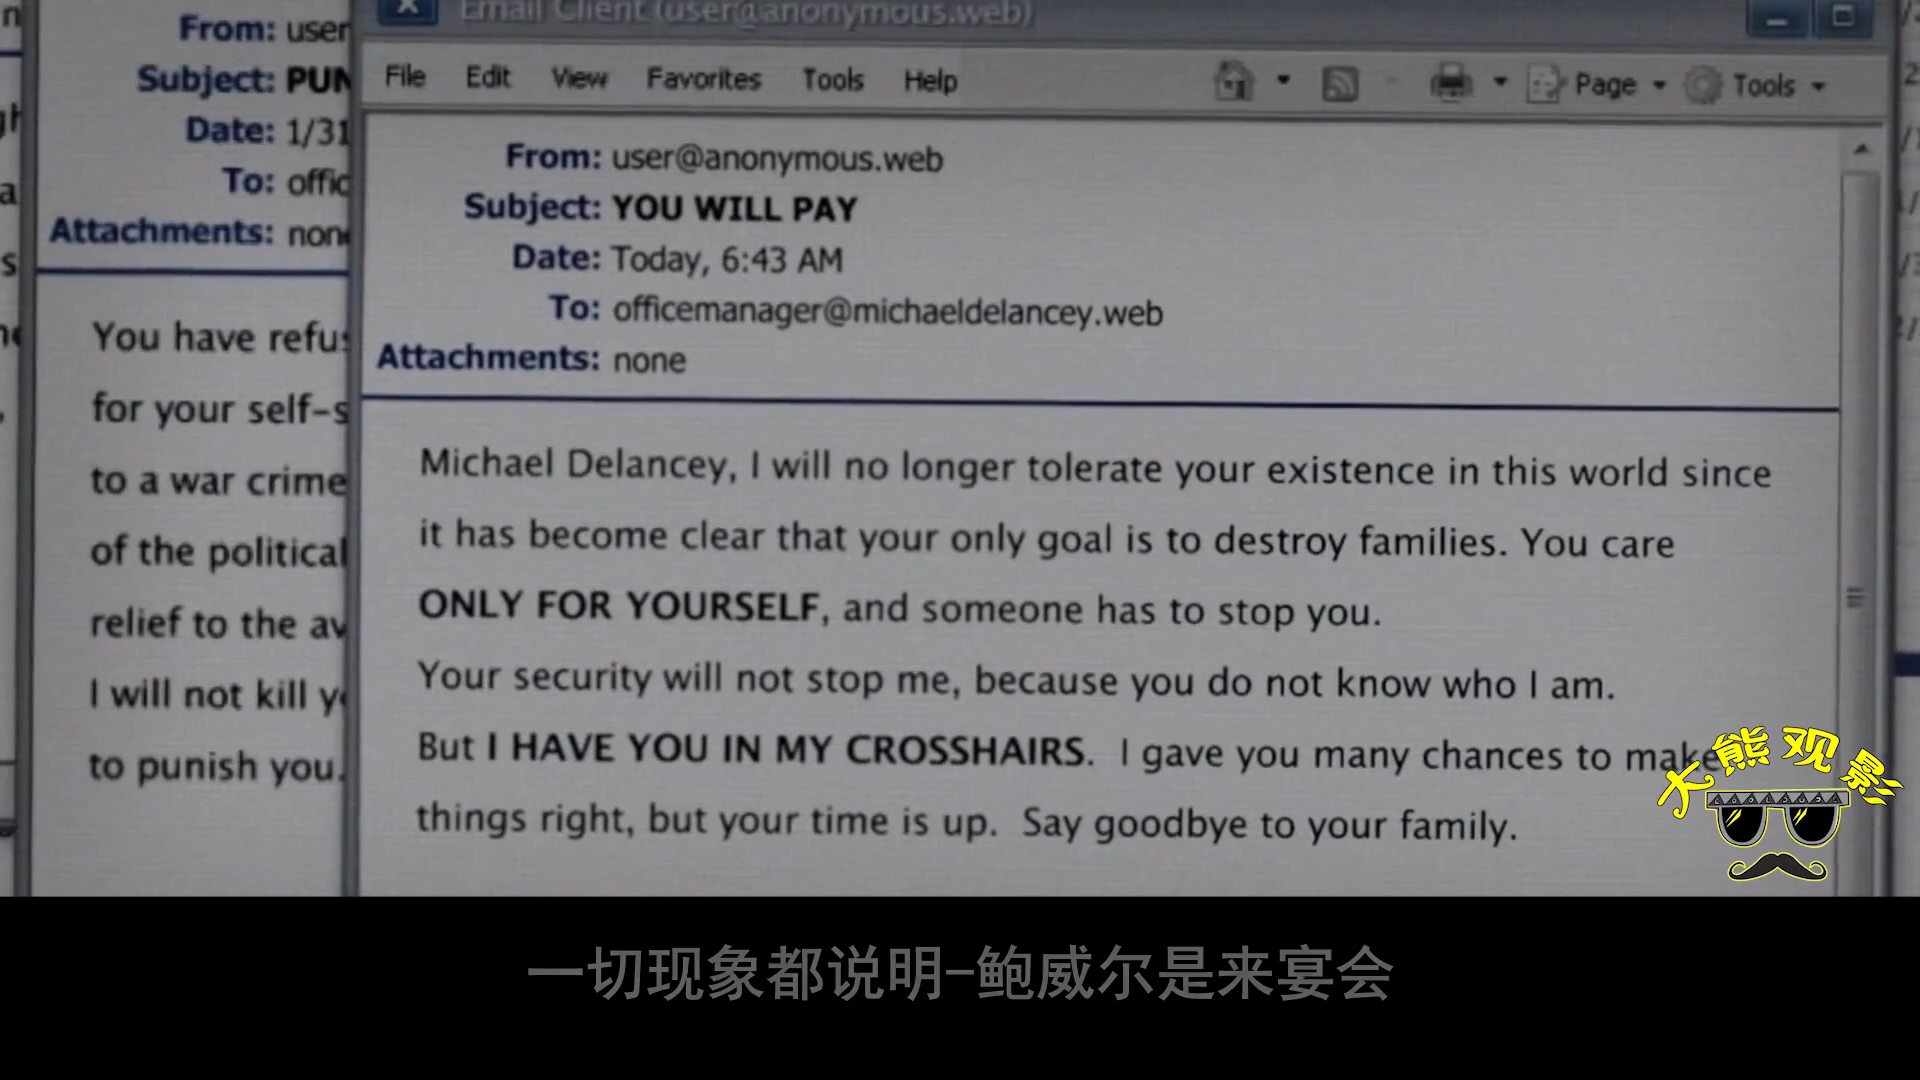 Email Client (user@anonymous.web)
File Edit View Favorites Tools Help
Page Tools
From: user@anonymous.web
Subject: YOU WILL PAY
Date: Today, 6:43 AM
To: officemanager@michaeldelancey.web
Attachments: none
Michael Delancey, I will no longer tolerate your existence in this world since
it has become clear that your only goal is to destroy families. You care
ONLY FOR YOURSELF, and someone has to stop you.
Your security will not stop me, because you do not know who I am.
But I HAVE YOU IN MY CROSSHAIRS. I gave you many chances to make
things right, but your time is up. Say goodbye to your family.
From: user
Subject: PUN
Date: 1/31
To: offic
Attachments: non
You have refu
for your self-s
to a war crime
of the political
relief to the av
I will not kill y
to punish you.
大熊观影
一切现象都说明-鲍威尔是来宴会